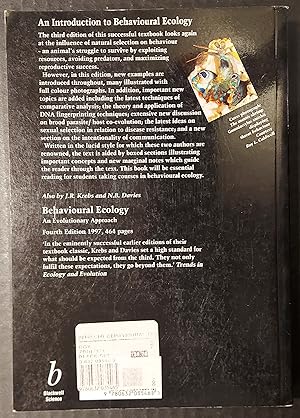 An Introduction to Behavioural Ecology
The third edition of this successful textbook looks again
at the influence of natural selection on behaviour
- an animal's struggle to survive by exploiting
resources, avoiding predators, and maximizing
reproductive success.
However, in this edition, new examples are
introduced throughout, many illustrated with
full colour photographs. In addition, important new
topics are added including the latest techniques of
comparative analysis; the theory and application of
DNA fingerprinting techniques; extensive new discussion
on brood parasite/ host co-evolution; the latest ideas on
sexual selection in relation to disease resistance; and a new
section on the intentionality of communication.
Written in the lucid style for which these two authors are
renowned, the text is aided by boxed sections illustrating
important concepts and new marginal notes which guide
the reader through the text. This book will be essential
reading for students taking courses in behavioural ecology.
Also by J.R. Krebs and N.B. Davies
Behavioural Ecology
An Evolutionary Approach
Fourth Edition 1997, 464 pages
'In the eminently successful earlier editions of their
textbook classic, Krebs and Davies set a high standard for
what should be expected from the third. They not only
fulfil these expectations, they go beyond them.' Trends in
Ecology and Evolution
b
Blackwell
Science
9 780632 035465